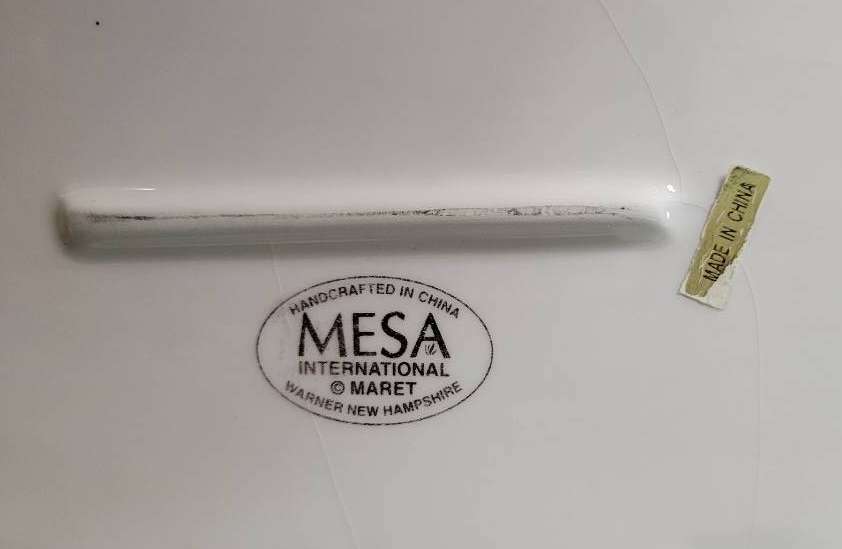 MADE IN CHINA
HANDCRAFTED IN CHINA
MESA
INTERNATIONAL
© MARET
WARNER NEW HAMPSHIRE